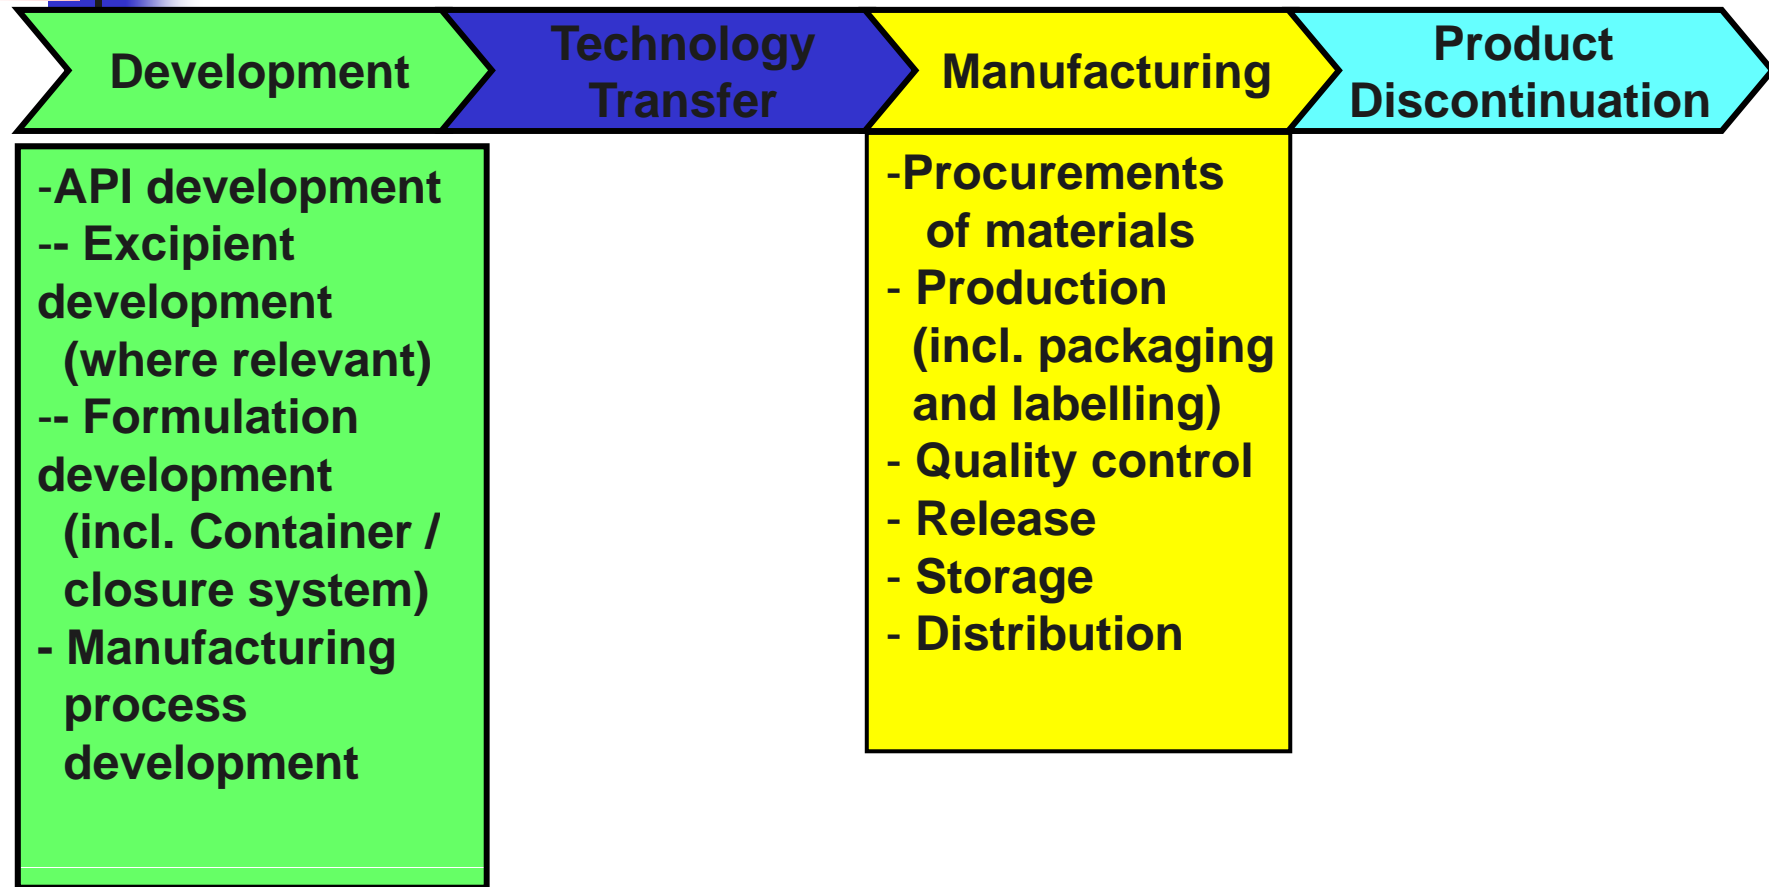 Development
Technology
Transfer
Manufacturing
Product
Discontinuation
-API development
-- Excipient
development
(where relevant)
-- Formulation
development
(incl. Container /
closure system)
- Manufacturing
process
development
-Procurements
of materials
- Production
(incl. packaging
and labelling)
- Quality control
- Release
- Storage
- Distribution